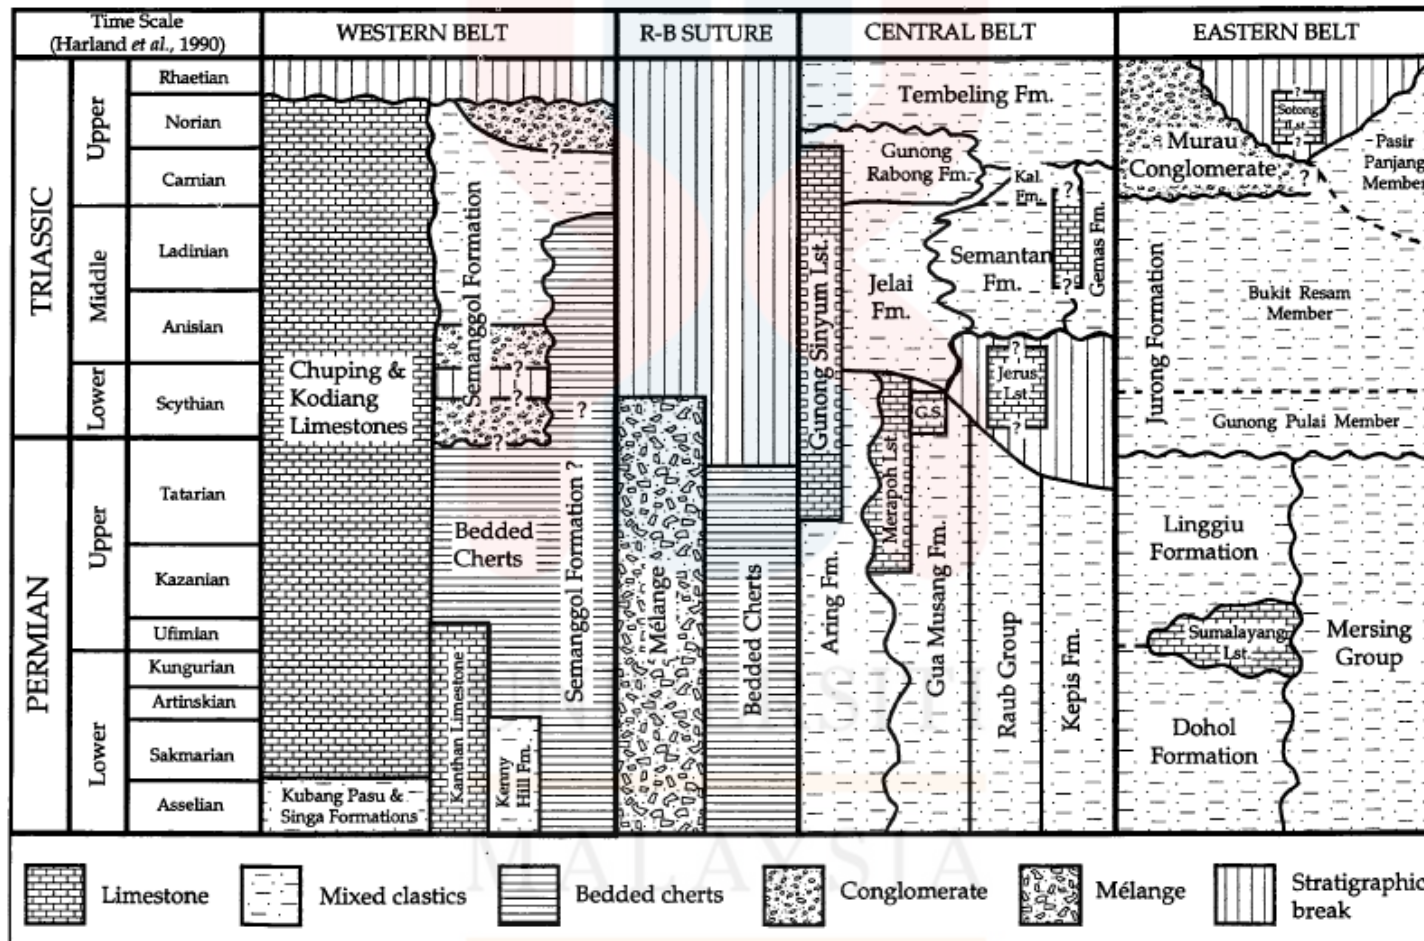 Time Scale
(Harland et al., 1990)
WESTERN BELT
R-B SUTURE
CENTRAL BELT
EASTERN BELT
TRIASSIC
Upper
Middle
Lower
Rhaetian
Norian
Carnian
Ladinian
Anisian
Scythian
PERMIAN
Upper
Lower
Tatarian
Kazanian
Ufimian
Kungurian
Artinskian
Sakmarian
Asselian
Chuping &
Kodiang
Limestones
Kubang Pasu &
Singa Formations
Semanggol Formation
?
?
?
?
Bedded
Cherts
Kanthan Limestone
Kenny
Hill Fm.
?
Semanggol Formation ?
Mélange
Bedded Cherts
Tembeling Fm.
Gunong
Rabong Fm.
Kal.
Fm.
Gunong Sinyum Lst.
Jelai
Fm.
Semantan
Fm.
?
?
Gemas Fm.
?
Jerus
Lst
?
G.S.
Merapoh Lst.
Aring Fm.
Gua Musang Fm.
Raub Group
Kepis Fm.
?
Sotong
Lst
?
Murau
Conglomerate
?
Pasir
Panjang
Member
Jurong Formation
Bukit Resam
Member
Gunong Pulai Member
Linggiu
Formation
Sumalayang
Lst.
Mersing
Group
Dohol
Formation
Limestone
Mixed clastics
Bedded cherts
Conglomerate
Mélange
Stratigraphic
break
MALAYSIA